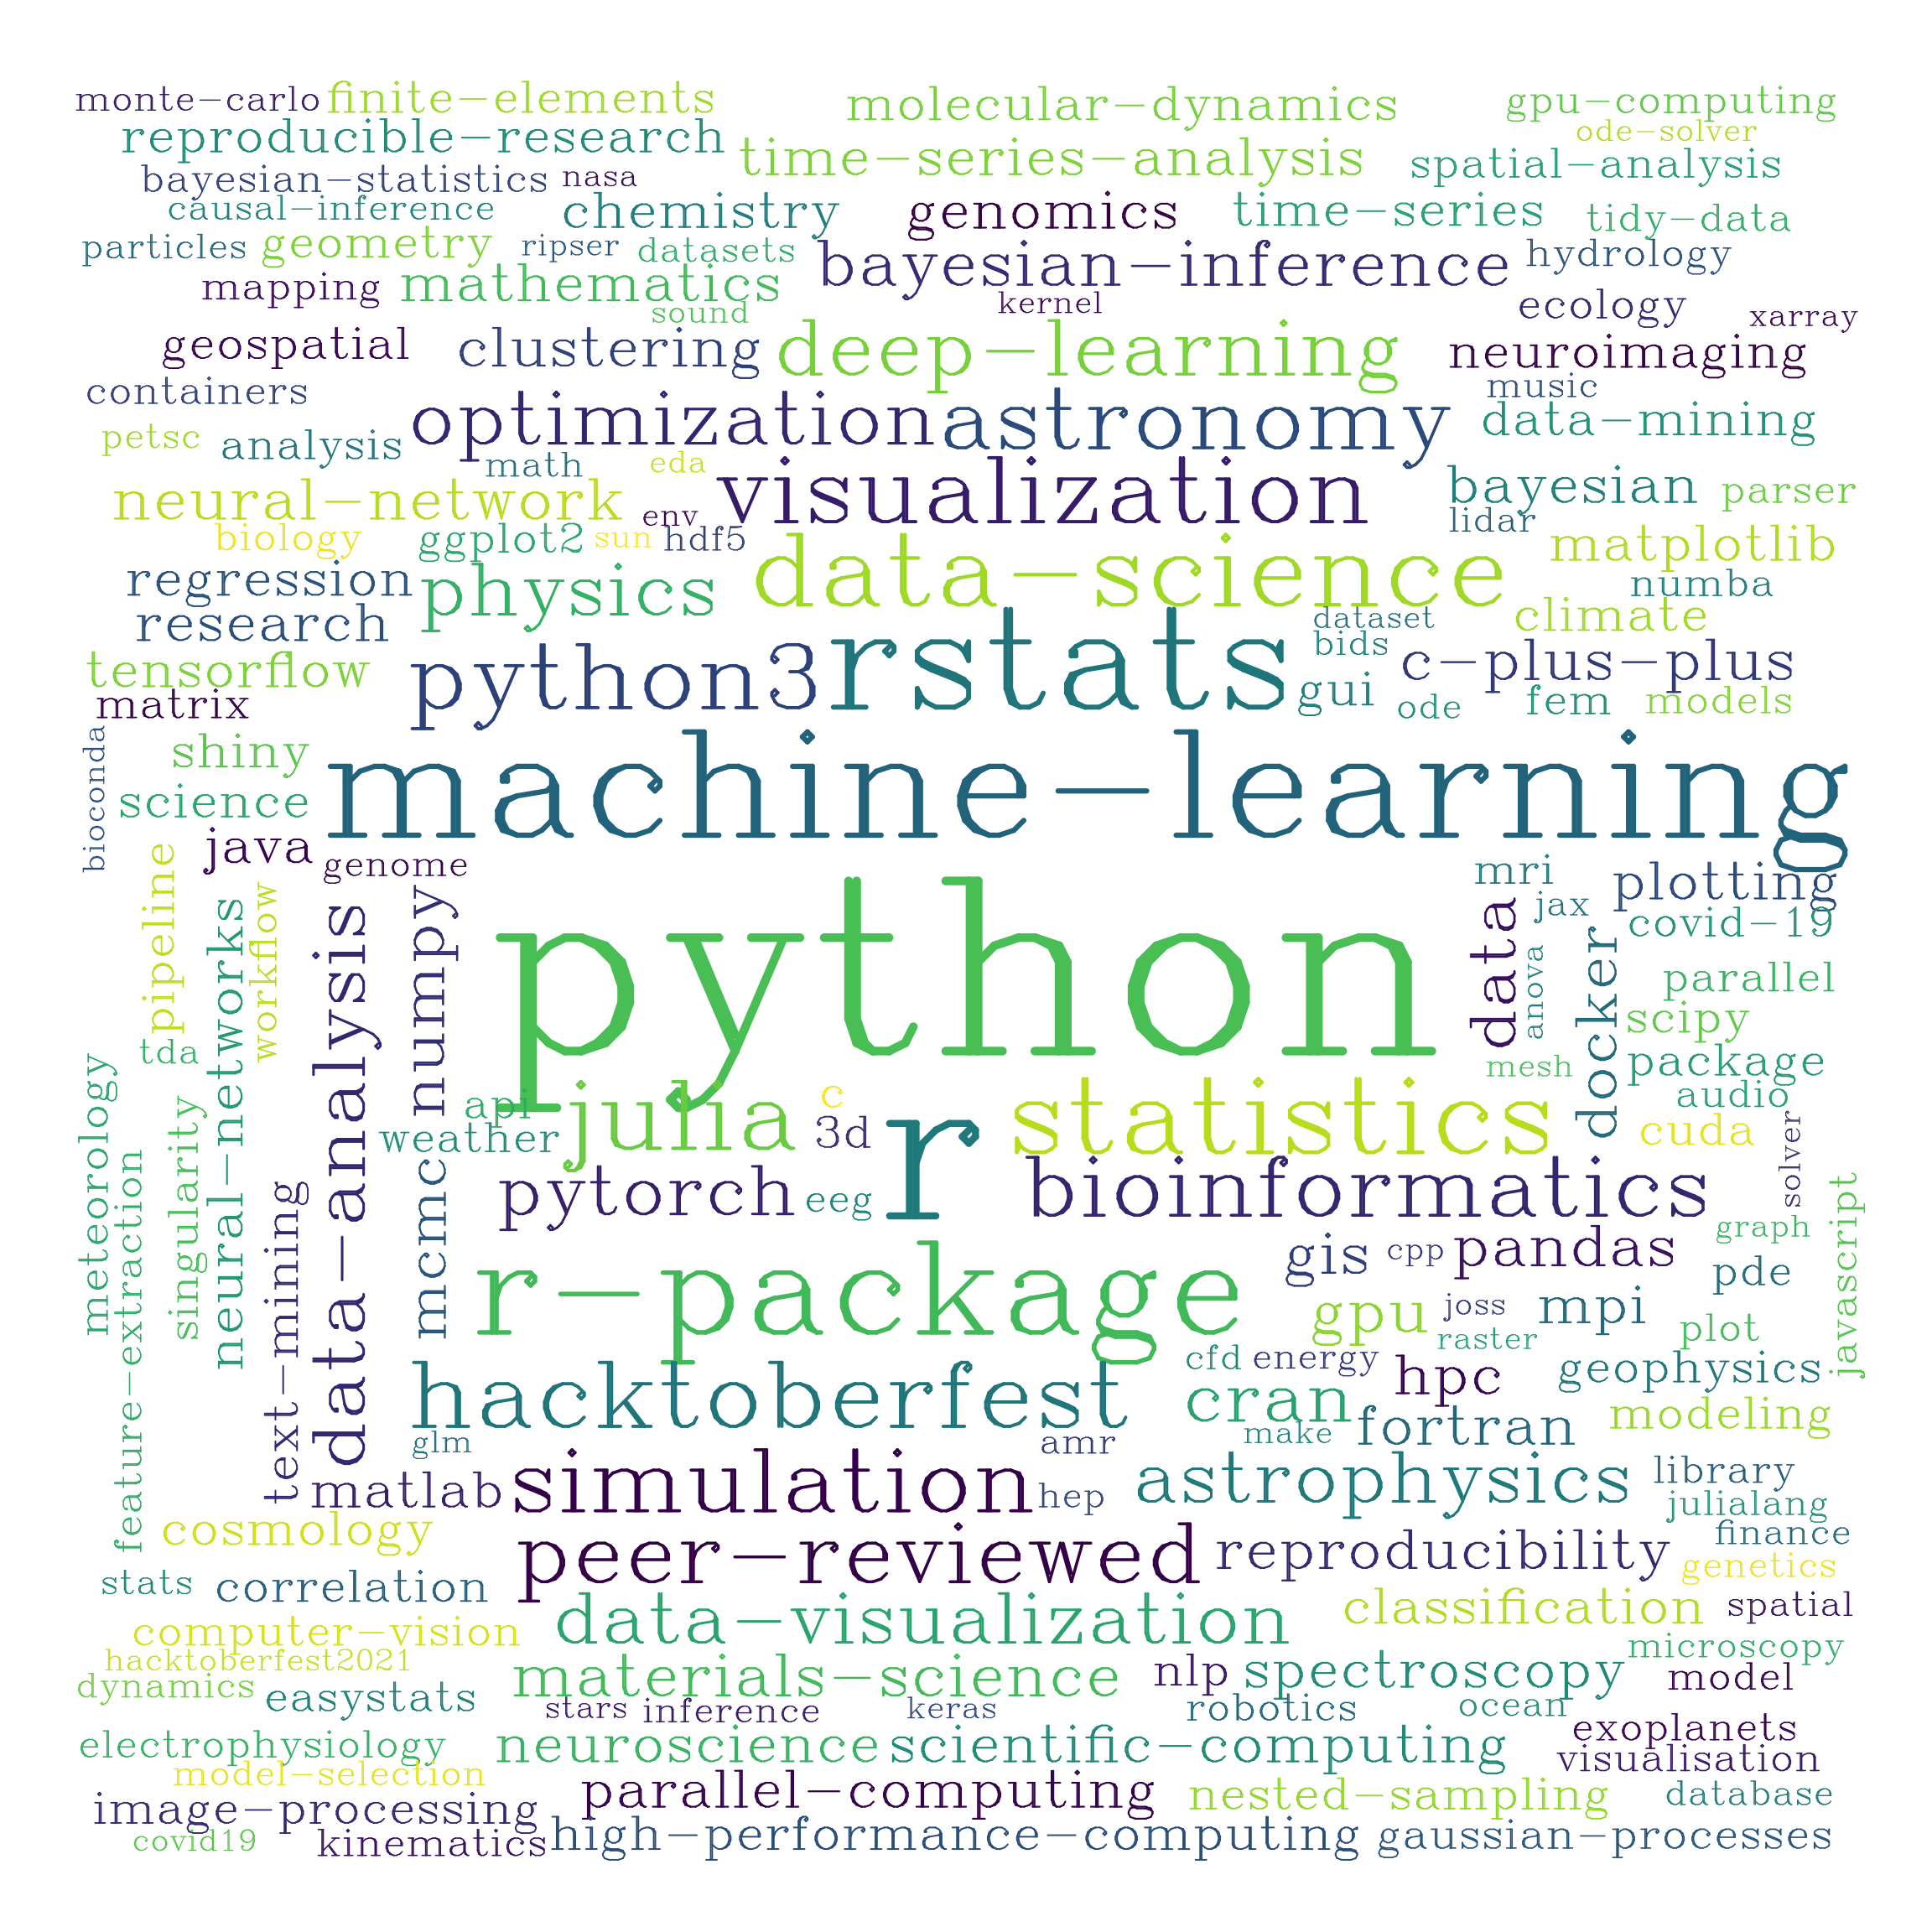 monte-carlo
finite-elements
molecular-dynamics
gpu-computing
reproducible-research
time-series-analysis
ode-solver
spatial-analysis
bayesian-statistics
nasa
causal-inference
chemistry
genomics
time-series
tidy-data
particles
geometry
ripser
datasets
bayesian-inference
hydrology
mapping
mathematics
kernel
ecology
xarray
sound
geospatial
clustering
deep-learning
neuroimaging
containers
music
optimization
astronomy
data-mining
petsc
analysis
math
eda
visualization
bayesian
parser
neural-network
env
lidar
biology
ggplot2
sun
hdf5
matplotlib
regression
physics
data-science
numba
research
rstats
dataset
climate
bids
tensorflow
python3
c-plus-plus
matrix
gui
ode
fem
models
bioconda
shiny
machine-learning
science
java
genome
mri
plotting
jax
covid-19
pipeline
neural-networks
workflow
data-analysis
numpy
python
data
anova
docker
parallel
scipy
tda
mesh
package
audio
meteorology
feature-extraction
singularity
api
julia
c
r
statistics
cuda
solver
weather
3d
text-mining
mcmc
pytorch
eeg
bioinformatics
javascript
graph
gis
cpp
pandas
pde
r-package
gpu
joss
mpi
raster
plot
hacktoberfest
cfd
energy
hpc
geophysics
cran
glm
amr
make
fortran
modeling
matlab
simulation
hep
astrophysics
library
julialang
cosmology
peer-reviewed
reproducibility
finance
genetics
stats
correlation
data-visualization
classification
spatial
computer-vision
microscopy
hacktoberfest2021
dynamics
easystats
materials-science
nlp
spectroscopy
model
stars
inference
keras
robotics
ocean
electrophysiology
neuroscience
scientific-computing
exoplanets
visualisation
model-selection
image-processing
parallel-computing
nested-sampling
database
covid19
kinematics
high-performance-computing
gaussian-processes